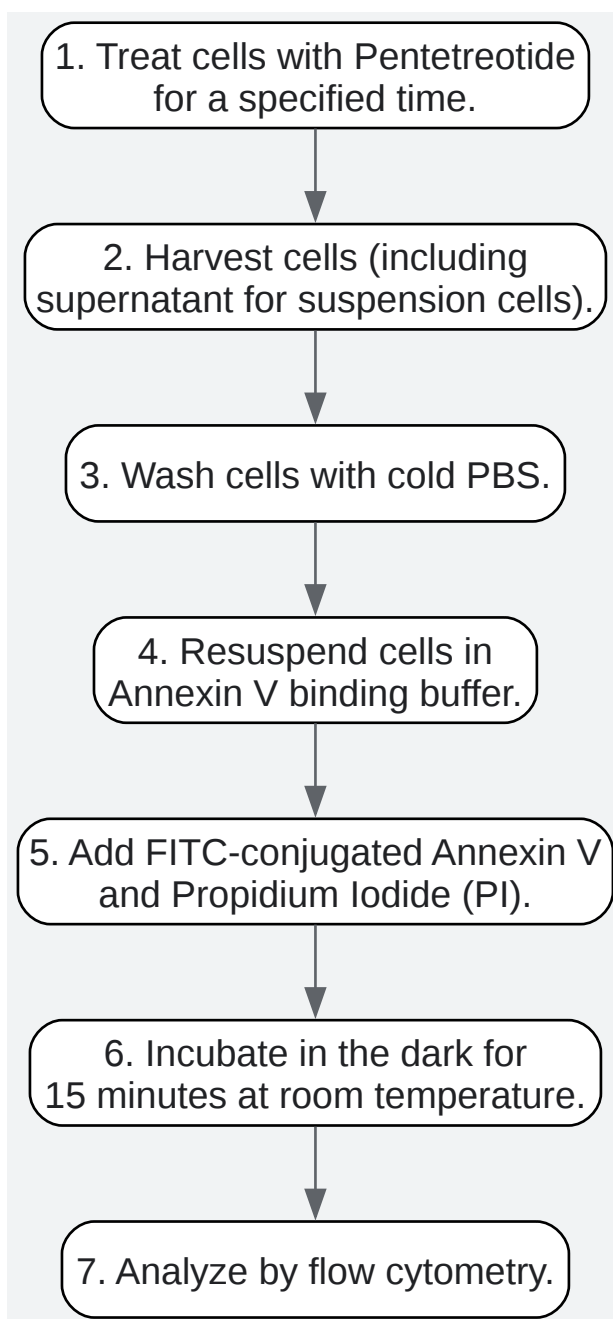 1. Treat cells with Pentetreotide
for a specified time.
2. Harvest cells (including
supernatant for suspension cells).
3. Wash cells with cold PBS.
4. Resuspend cells in
Annexin V binding buffer.
5. Add FITC-conjugated Annexin V
and Propidium Iodide (PI).
6. Incubate in the dark for
15 minutes at room temperature.
7. Analyze by flow cytometry.